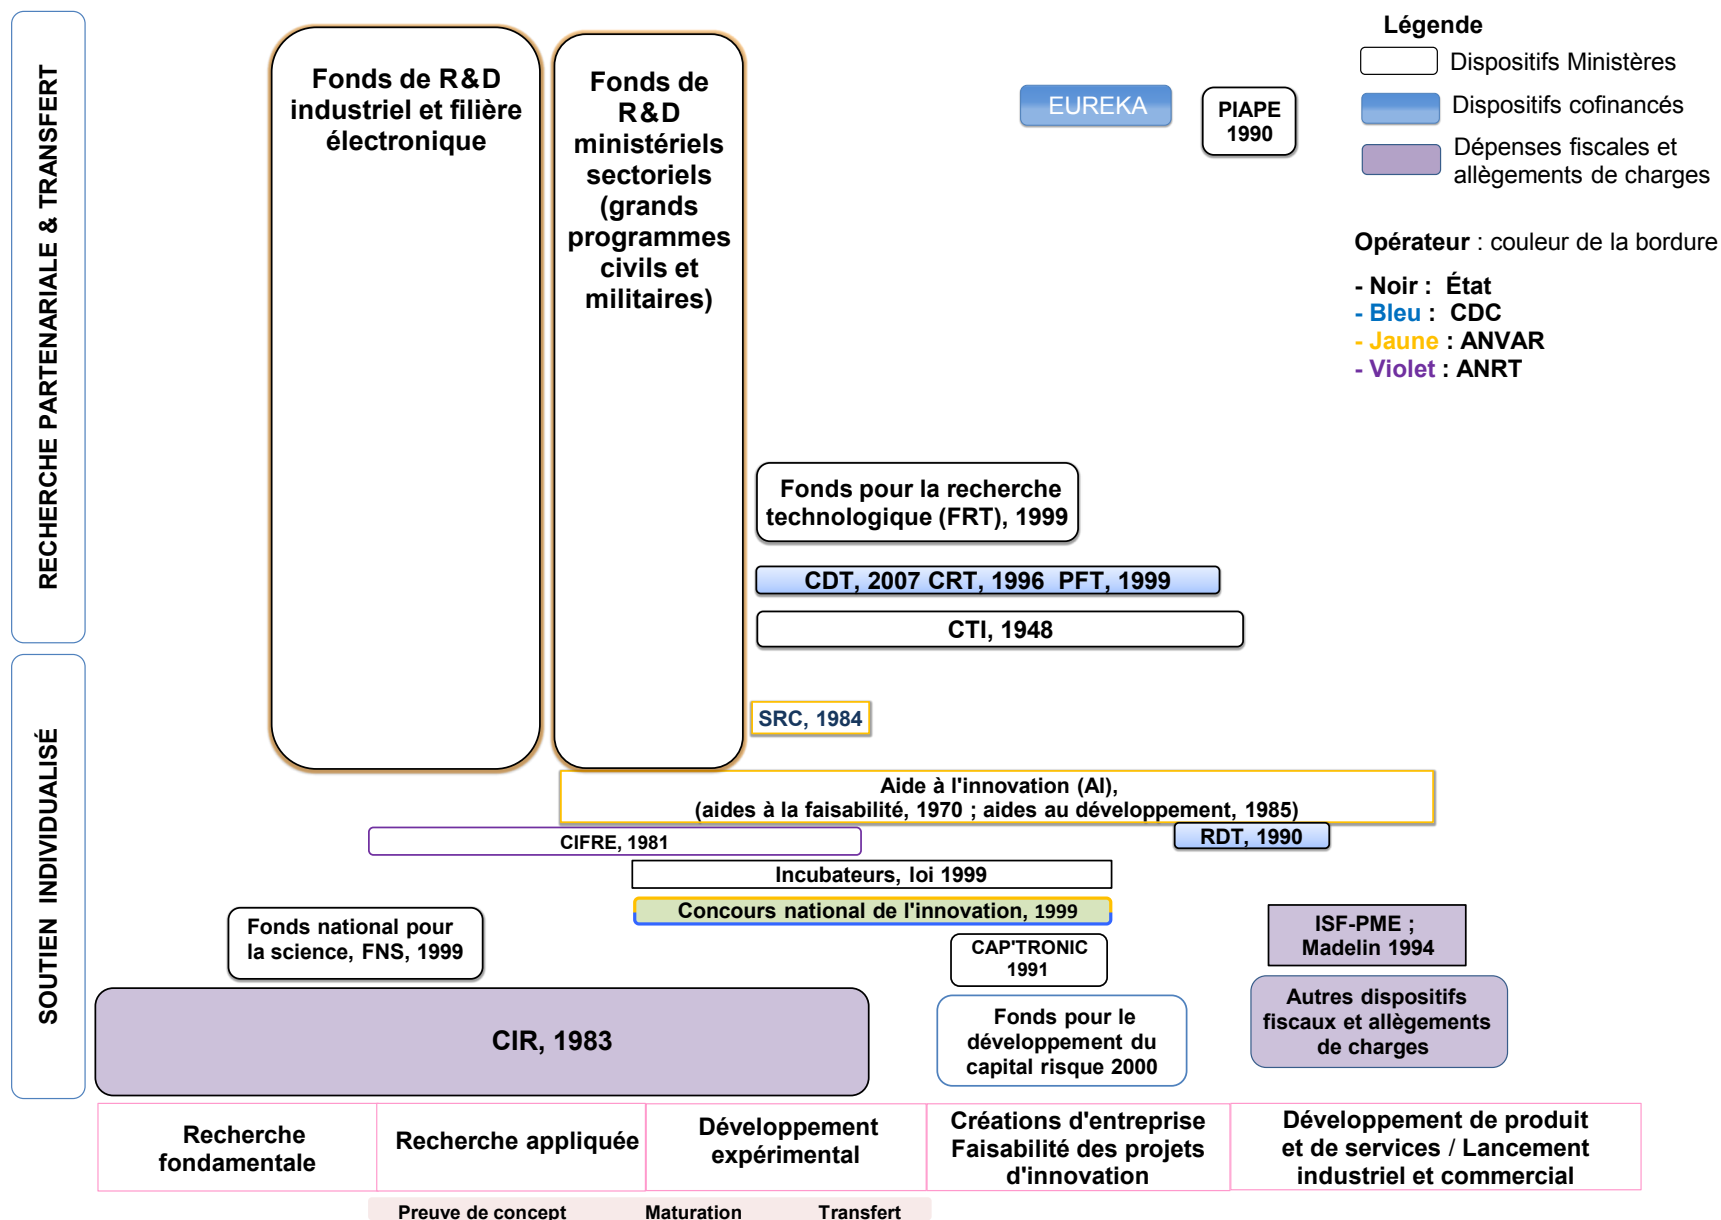 RECHERCHE PARTENARIALE & TRANSFERT
Fonds de R&D
industriel et filière
électronique
Fonds de
R&D
ministériels
sectoriels
(grands
programmes
civils et
militaires)
EUREKA
PIAPE
1990
Légende
Dispositifs Ministères
Dispositifs cofinancés
Dépenses fiscales et
allègements de charges
Opérateur : couleur de la bordure
- Noir : État
- Bleu : CDC
- Jaune : ANVAR
- Violet : ANRT
Fonds pour la recherche
technologique (FRT), 1999
CDT, 2007 CRT, 1996 PFT, 1999
CTI, 1948
SOUTIEN INDIVIDUALISÉ
SRC, 1984
Aide à l'innovation (AI),
(aides à la faisabilité, 1970 ; aides au développement, 1985)
RDT, 1990
CIFRE, 1981
Incubateurs, loi 1999
Concours national de l'innovation, 1999
Fonds national pour
la science, FNS, 1999
CAP'TRONIC
1991
ISF-PME ;
Madelin 1994
CIR, 1983
Fonds pour le
développement du
capital risque 2000
Autres dispositifs
fiscaux et allègements
de charges
Recherche
fondamentale
Recherche appliquée
Développement
expérimental
Créations d'entreprise
Faisabilité des projets
d'innovation
Développement de produit
et de services / Lancement
industriel et commercial
Preuve de concept
Maturation
Transfert